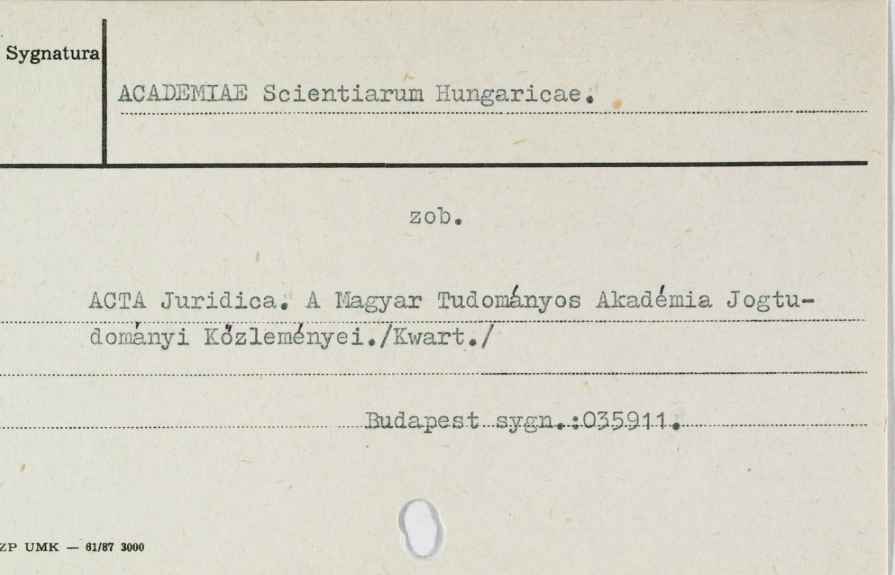 Sygnatura
ACADEMIAE Scientiarum Hungaricae.
zob.
ACTA Juridica. A Magyar Tudományos Akadémia Jogtu-
dományi Kőzleményei./Kwart./
Budapest sygn.:035911.
ZP UMK — 61/87 3000